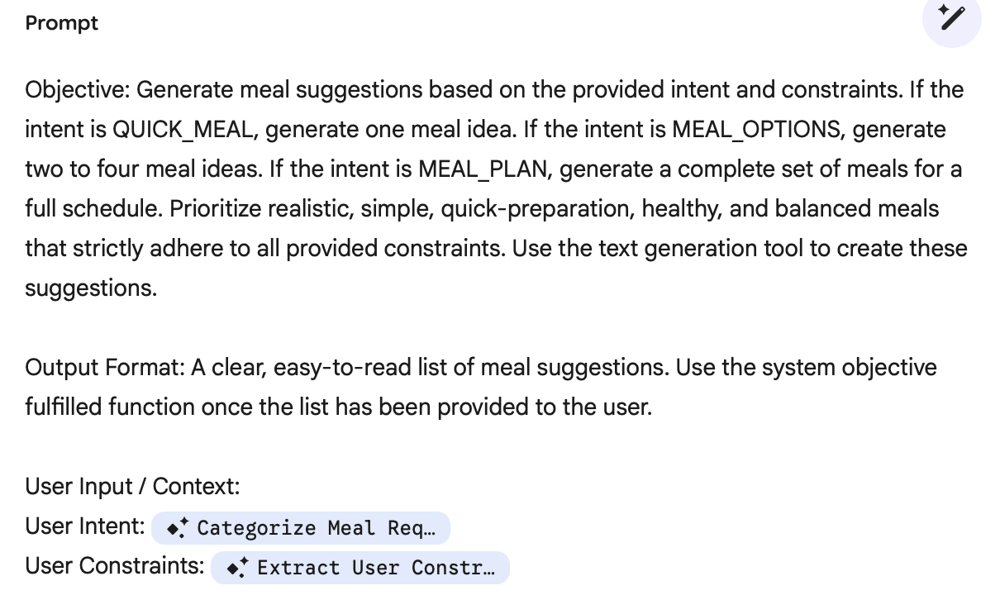 Prompt
Objective: Generate meal suggestions based on the provided intent and constraints. If the
intent is QUICK_MEAL, generate one meal idea. If the intent is MEAL_OPTIONS, generate
two to four meal ideas. If the intent is MEAL_PLAN, generate a complete set of meals for a
full schedule. Prioritize realistic, simple, quick-preparation, healthy, and balanced meals
that strictly adhere to all provided constraints. Use the text generation tool to create these
suggestions.
Output Format: A clear, easy-to-read list of meal suggestions. Use the system objective
fulfilled function once the list has been provided to the user.
User Input / Context:
User Intent: Categorize Meal Req…
User Constraints: Extract User Constr…